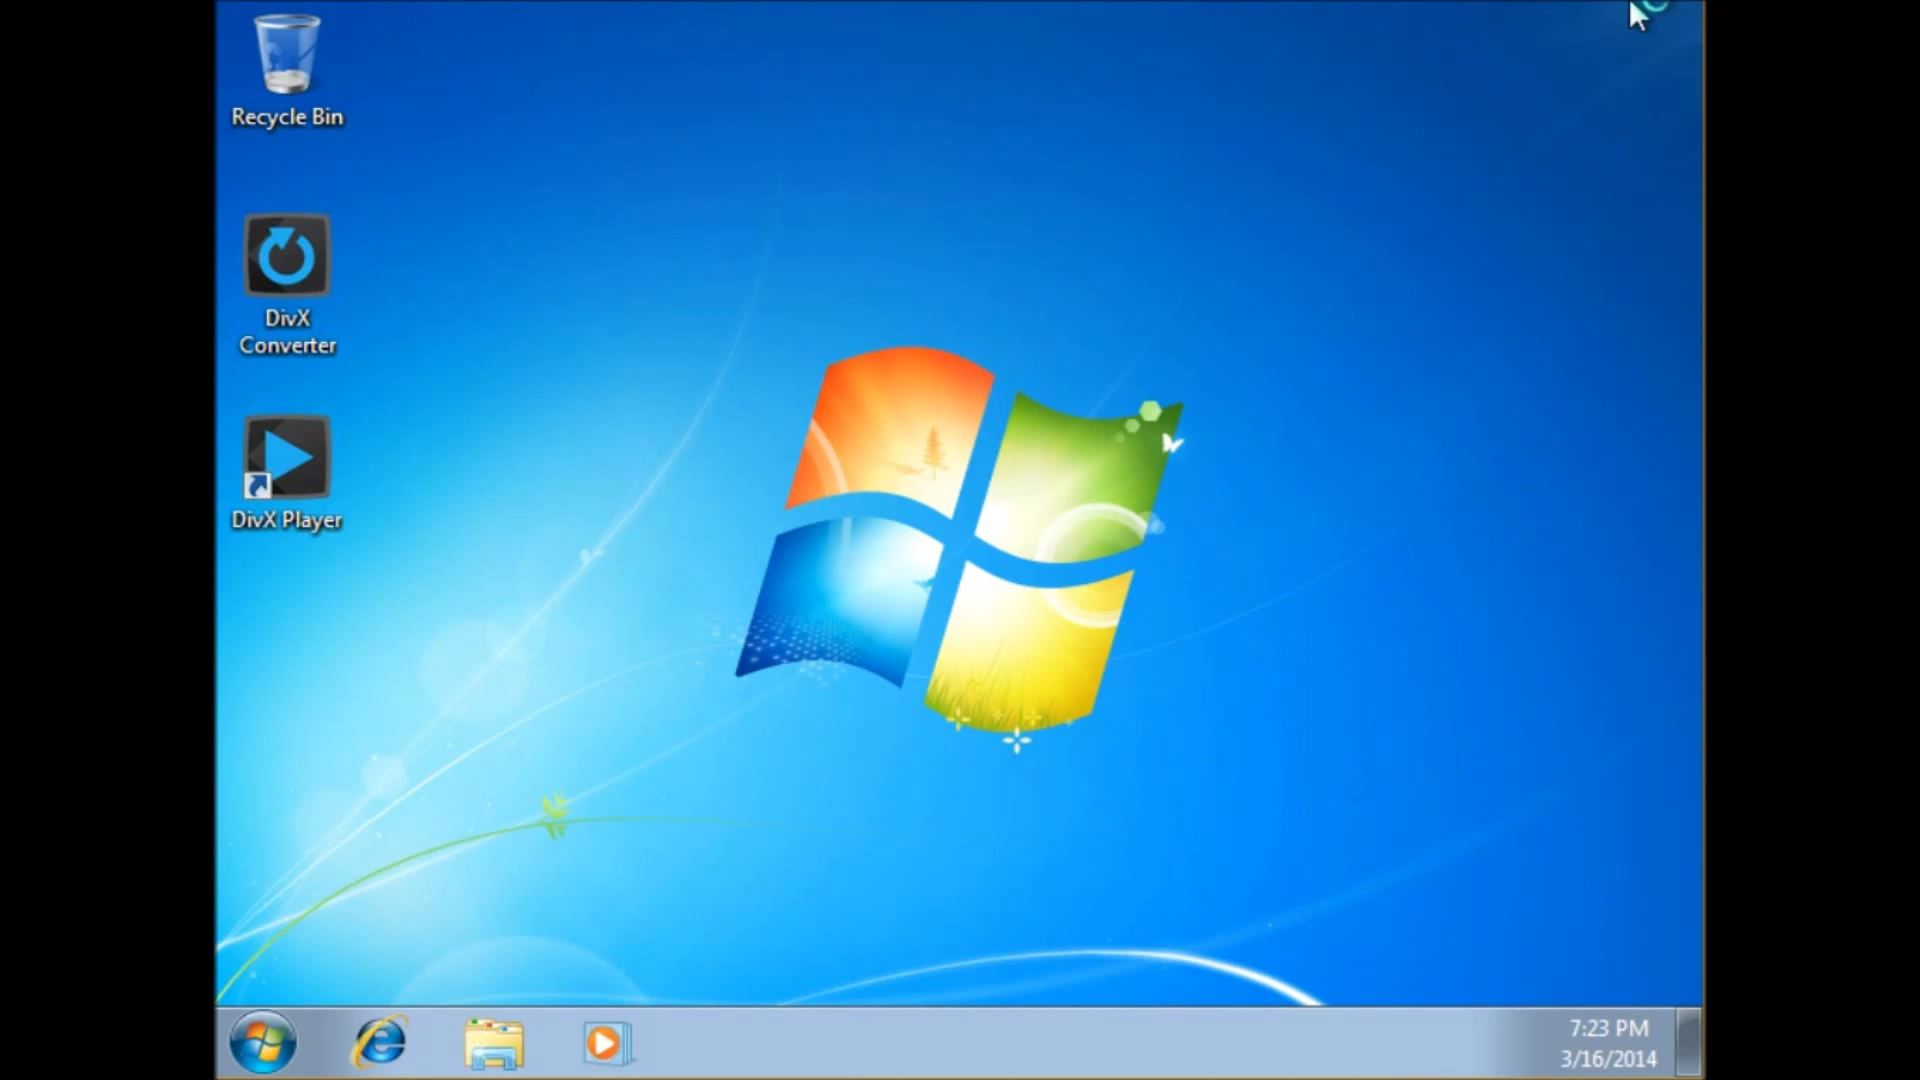 Recycle Bin
DivX
Converter
DivX Player
7:23 PM
3/16/2014